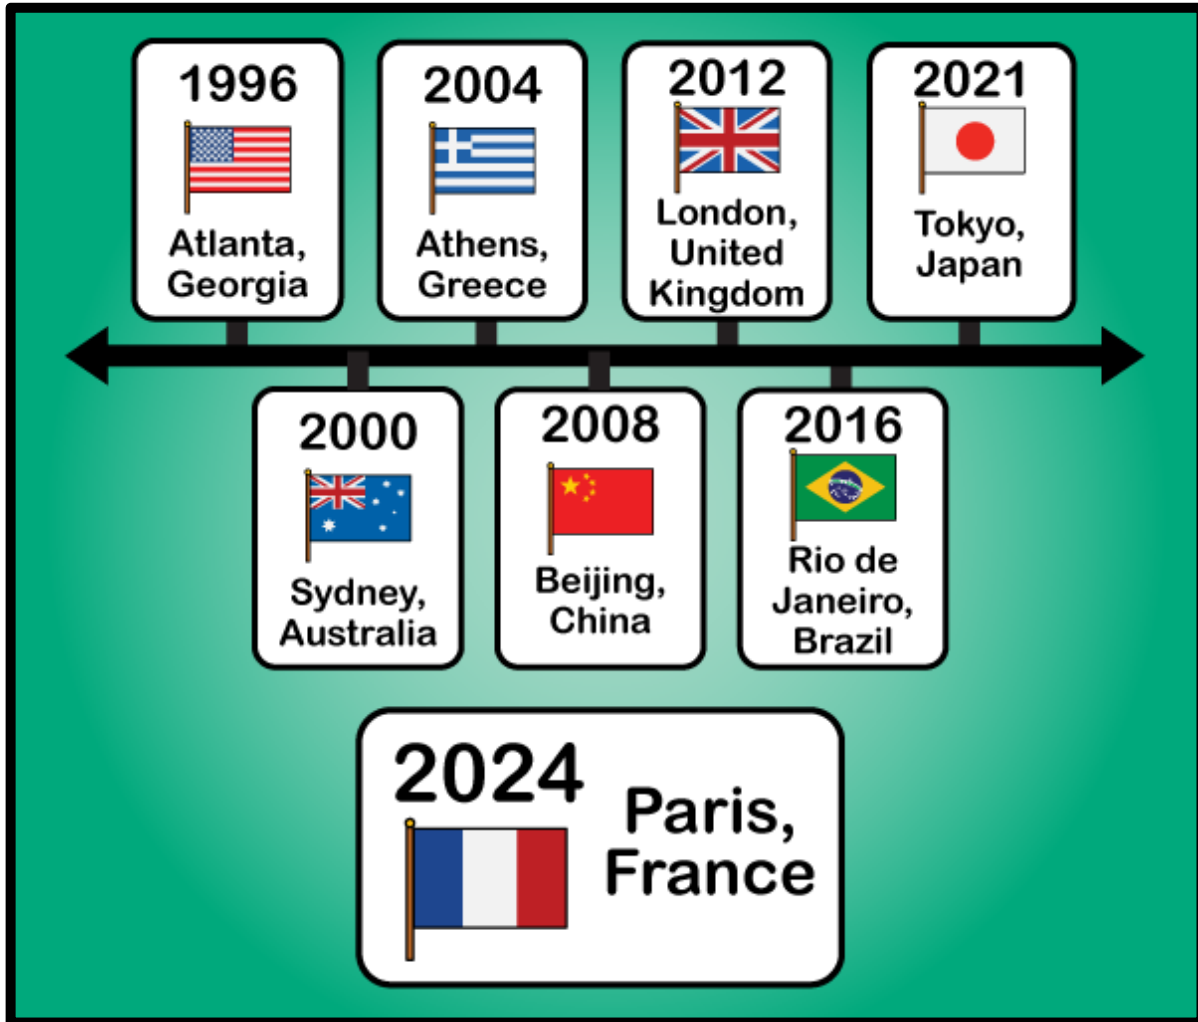 1996
Atlanta,
Georgia
2000
Sydney,
Australia
2004
Athens,
Greece
2008
Beijing,
China
2012
London,
United
Kingdom
2016
Rio de
Janeiro,
Brazil
2021
Tokyo,
Japan
2024
Paris,
France